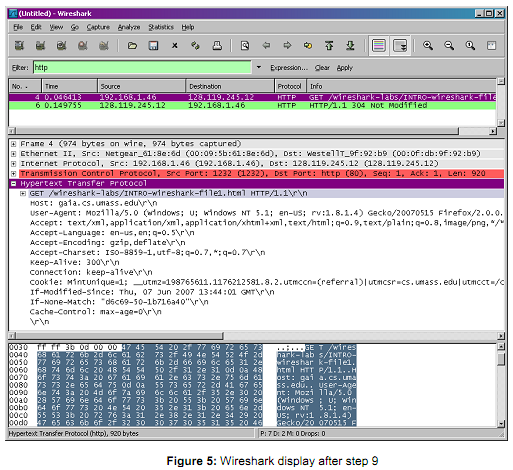 (Untitled) - Wireshark
File Edit View Go Capture Analyze Statistics Help
Filter: http Expression... Clear Apply
No. - Time Source Destination Protocol Info
4 0.046413 192.168.1.46 128.119.245.12 HTTP GET /wireshark-labs/INTRO-wireshark-file1
6 0.149755 128.119.245.12 192.168.1.46 HTTP HTTP/1.1 304 Not Modified
Frame 4 (974 bytes on wire, 974 bytes captured)
Ethernet II, Src: Netgear_61:8e:6d (00:09:5b:61:8e:6d), Dst: WestellT_9f:92:b9 (00:0f:db:9f:92:b9)
Internet Protocol, Src: 192.168.1.46 (192.168.1.46), Dst: 128.119.245.12 (128.119.245.12)
Transmission Control Protocol, Src Port: 1232 (1232), Dst Port: http (80), Seq: 1, Ack: 1, Len: 920
Hypertext Transfer Protocol
GET /wireshark-labs/INTRO-wireshark-file1.html HTTP/1.1\r\n
Host: gaia.cs.umass.edu\r\n
User-Agent: Mozilla/5.0 (Windows; U; Windows NT 5.1; en-US; rv:1.8.1.4) Gecko/20070515 Firefox/2.0.0.
Accept: text/xml,application/xml,application/xhtml+xml,text/html;q=0.9,text/plain;q=0.8,image/png,*/*
Accept-Language: en-us,en;q=0.5\r\n
Accept-Encoding: gzip,deflate\r\n
Accept-Charset: ISO-8859-1,utf-8;q=0.7,*;q=0.7\r\n
Keep-Alive: 300\r\n
Connection: keep-alive\r\n
Cookie: MintUnique=1; __utmz=198765611.1176212581.8.2.utmccn=(referral)|utmcsr=cs.umass.edu|utmcct=/c
If-Modified-Since: Thu, 07 Jun 2007 13:44:01 GMT\r\n
If-None-Match: "d6c69-50-1b716a40"\r\n
Cache-Control: max-age=0\r\n
\r\n
0030 ff ff 3b 0d 00 00 47 45 54 20 2f 77 69 72 65 73 ..;...GE T /wires
0040 68 61 72 6b 2d 6c 61 62 73 2f 49 4e 54 52 4f 2d hark-lab s/INTRO-
0050 77 69 72 65 73 68 61 72 6b 2d 66 69 6c 65 31 2e wireshar k-file1.
0060 68 74 6d 6c 20 48 54 54 50 2f 31 2e 31 0d 0a 48 html HTT P/1.1..H
0070 6f 73 74 3a 20 67 61 69 61 2e 63 73 2e 75 6d 61 ost: gai a.cs.uma
0080 73 73 2e 65 64 75 0d 0a 55 73 65 72 2d 41 67 65 ss.edu.. User-Age
0090 6e 74 3a 20 4d 6f 7a 69 6c 6c 61 2f 35 2e 30 20 nt: Mozi lla/5.0
00a0 28 57 69 6e 64 6f 77 73 3b 20 55 3b 20 57 69 6e (Windows ; U; Win
00b0 64 6f 77 73 20 4e 54 20 35 2e 31 3b 20 65 6e 2d dows NT 5.1; en-
00c0 55 53 3b 20 72 76 3a 31 2e 38 2e 31 2e 34 29 20 US; rv:1 .8.1.4)
00d0 47 65 63 6b 6f 2f 32 30 30 37 30 35 31 35 20 46 Gecko/20 070515 F
Hypertext Transfer Protocol (http), 920 bytes P: 7 D: 2 M: 0 Drops: 0
Figure 5: Wireshark display after step 9